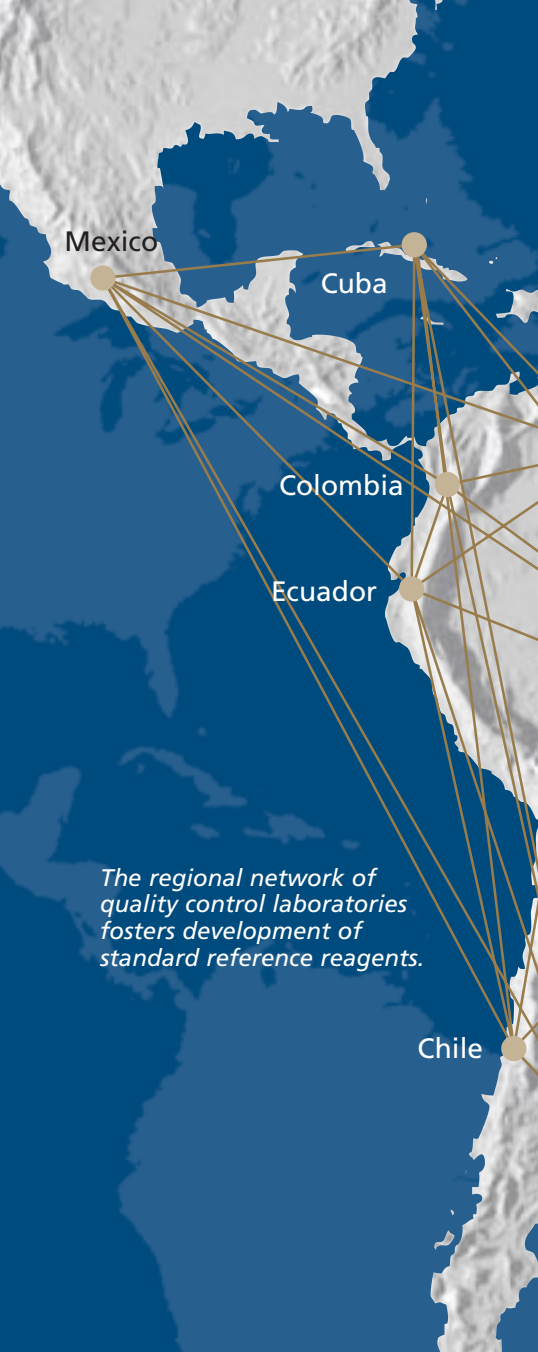 Mexico
Cuba
Colombia
Ecuador
The regional network of
quality control laboratories
fosters development of
standard reference reagents.
Chile